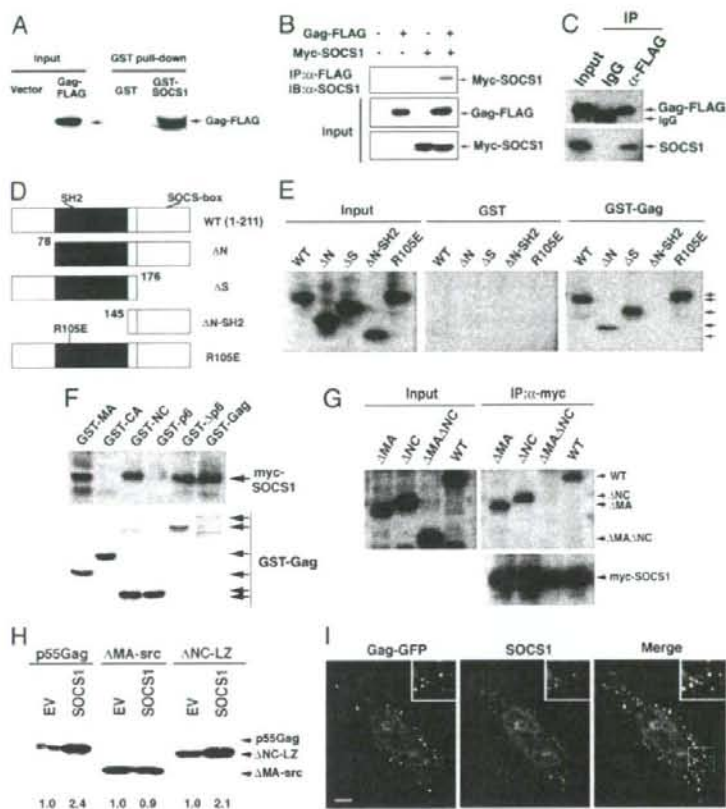 A
Input
GST pull-down
Vector
Gag-
FLAG
GST
GST-
SOCS1
Gag-FLAG
B
Gag-FLAG - + - +
Myc-SOCS1 - - + +
IP:α-FLAG
IB:α-SOCS1
Myc-SOCS1
Input
Gag-FLAG
Myc-SOCS1
C
IP
Input
IgG
α-FLAG
Gag-FLAG
IgG
SOCS1
D
SH2
SOCS-box
WT (1-211)
78
ΔN
176
ΔS
145
ΔN-SH2
R105E
R105E
E
Input
GST
GST-Gag
WT
ΔN
ΔS
ΔN-SH2
R105E
WT
ΔN
ΔS
ΔN-SH2
R105E
WT
ΔN
ΔS
ΔN-SH2
R105E
F
GST-MA
GST-CA
GST-NC
GST-p6
GST-Δp6
GST-Gag
myc-
SOCS1
GST-Gag
G
Input
IP:α-myc
ΔMA
ΔNC
ΔMAΔNC
WT
ΔMA
ΔNC
ΔMAΔNC
WT
WT
ΔNC
ΔMA
ΔMAΔNC
myc-SOCS1
H
p55Gag
ΔMA-src
ΔNC-LZ
EV
SOCS1
EV
SOCS1
EV
SOCS1
p55Gag
ΔNC-LZ
ΔMA-src
1.0 2.4 1.0 0.9 1.0 2.1
I
Gag-GFP
SOCS1
Merge